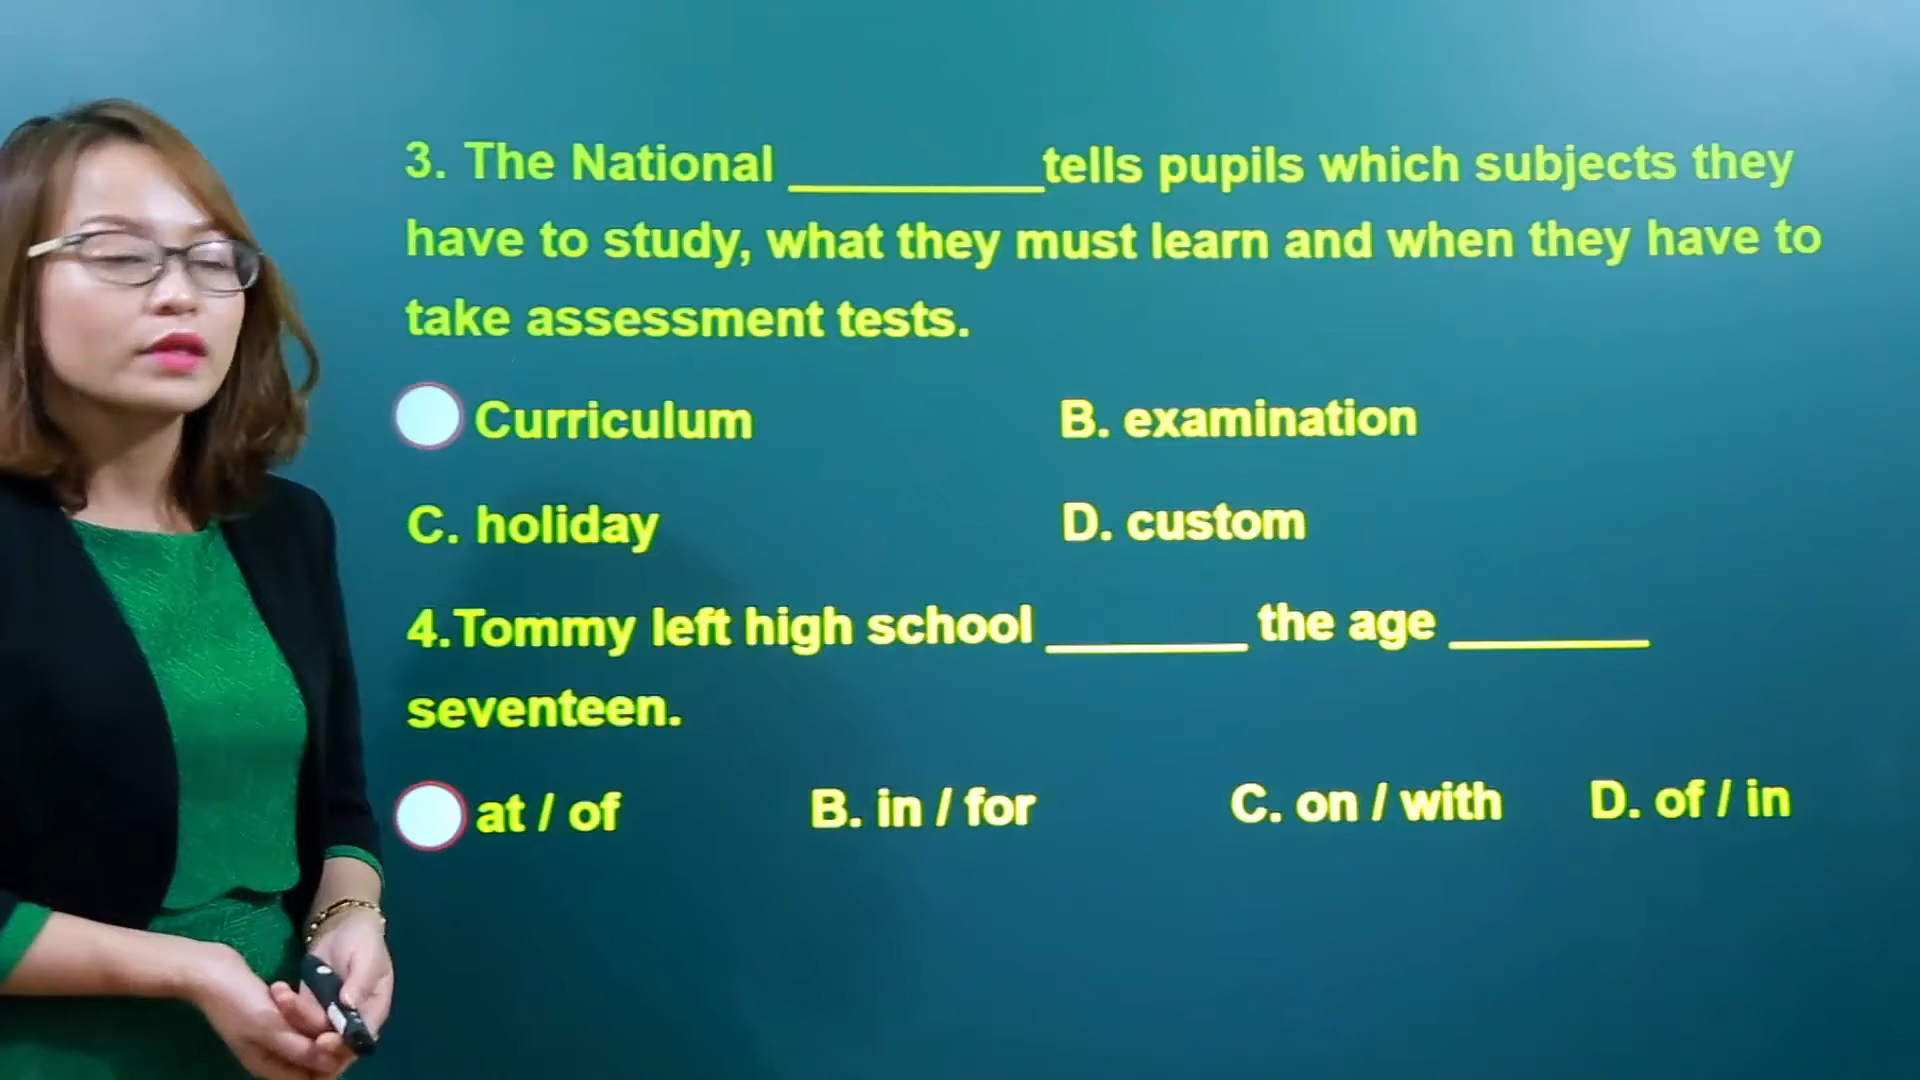 3. The National __________tells pupils which subjects they
have to study, what they must learn and when they have to
take assessment tests.
Curriculum B. examination
C. holiday D. custom
4.Tommy left high school ________ the age ________
seventeen.
at / of B. in / for C. on / with D. of / in